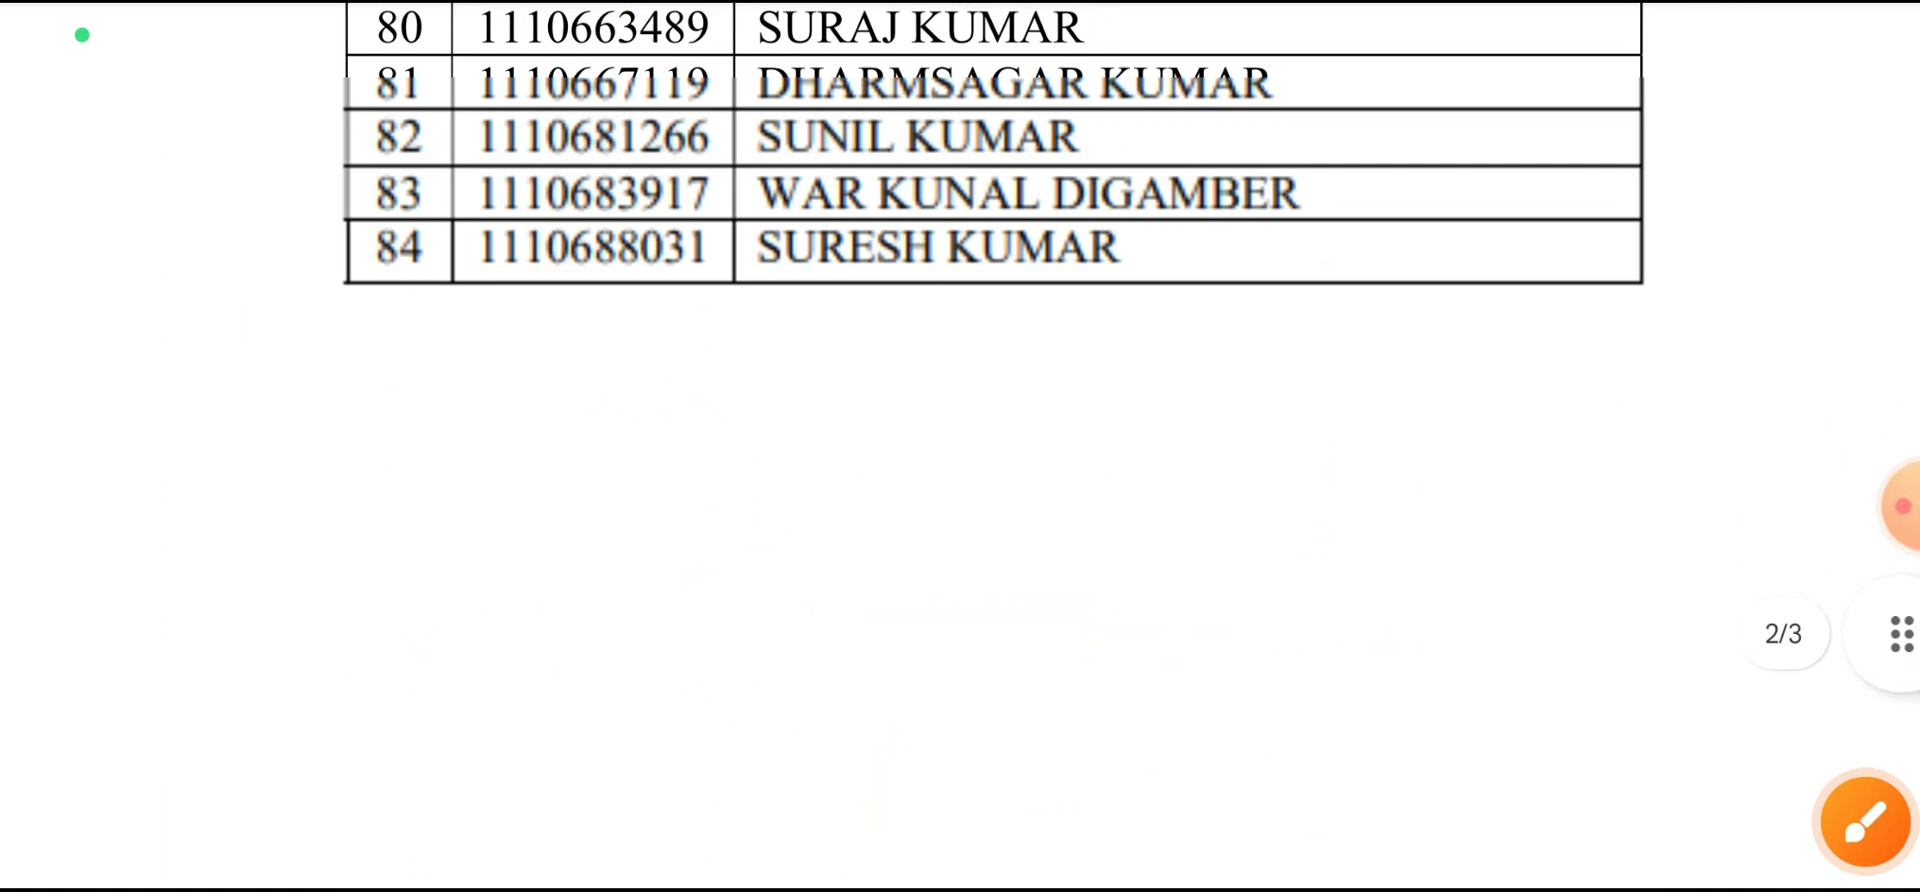 80 1110663489 SURAJ KUMAR
81 1110667119 DHARMSAGAR KUMAR
82 1110681266 SUNIL KUMAR
83 1110683917 WAR KUNAL DIGAMBER
84 1110688031 SURESH KUMAR
2/3